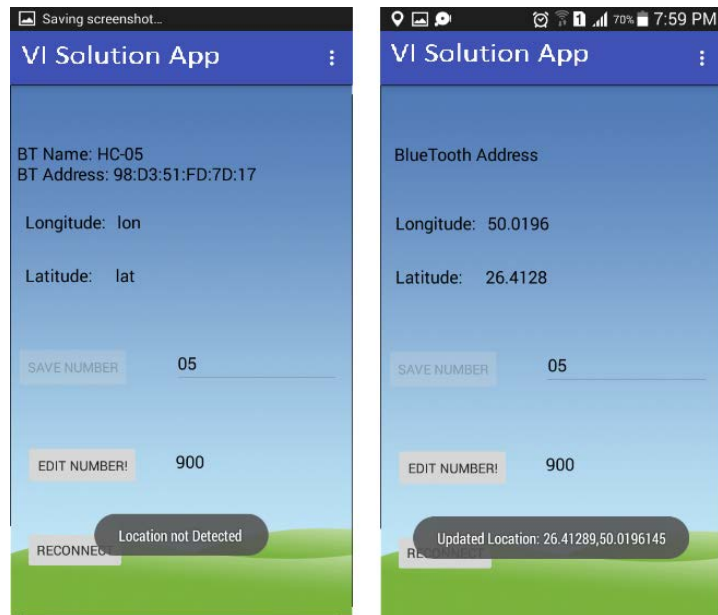 Saving screenshot...
VI Solution App
BT Name: HC-05
BT Address: 98:D3:51:FD:7D:17
Longitude: lon
Latitude: lat
SAVE NUMBER 05
EDIT NUMBER! 900
Location not Detected
RECONNECT
1 70% 7:59 PM
VI Solution App
BlueTooth Address
Longitude: 50.0196
Latitude: 26.4128
SAVE NUMBER 05
EDIT NUMBER! 900
Updated Location: 26.41289,50.0196145
RECONNECT